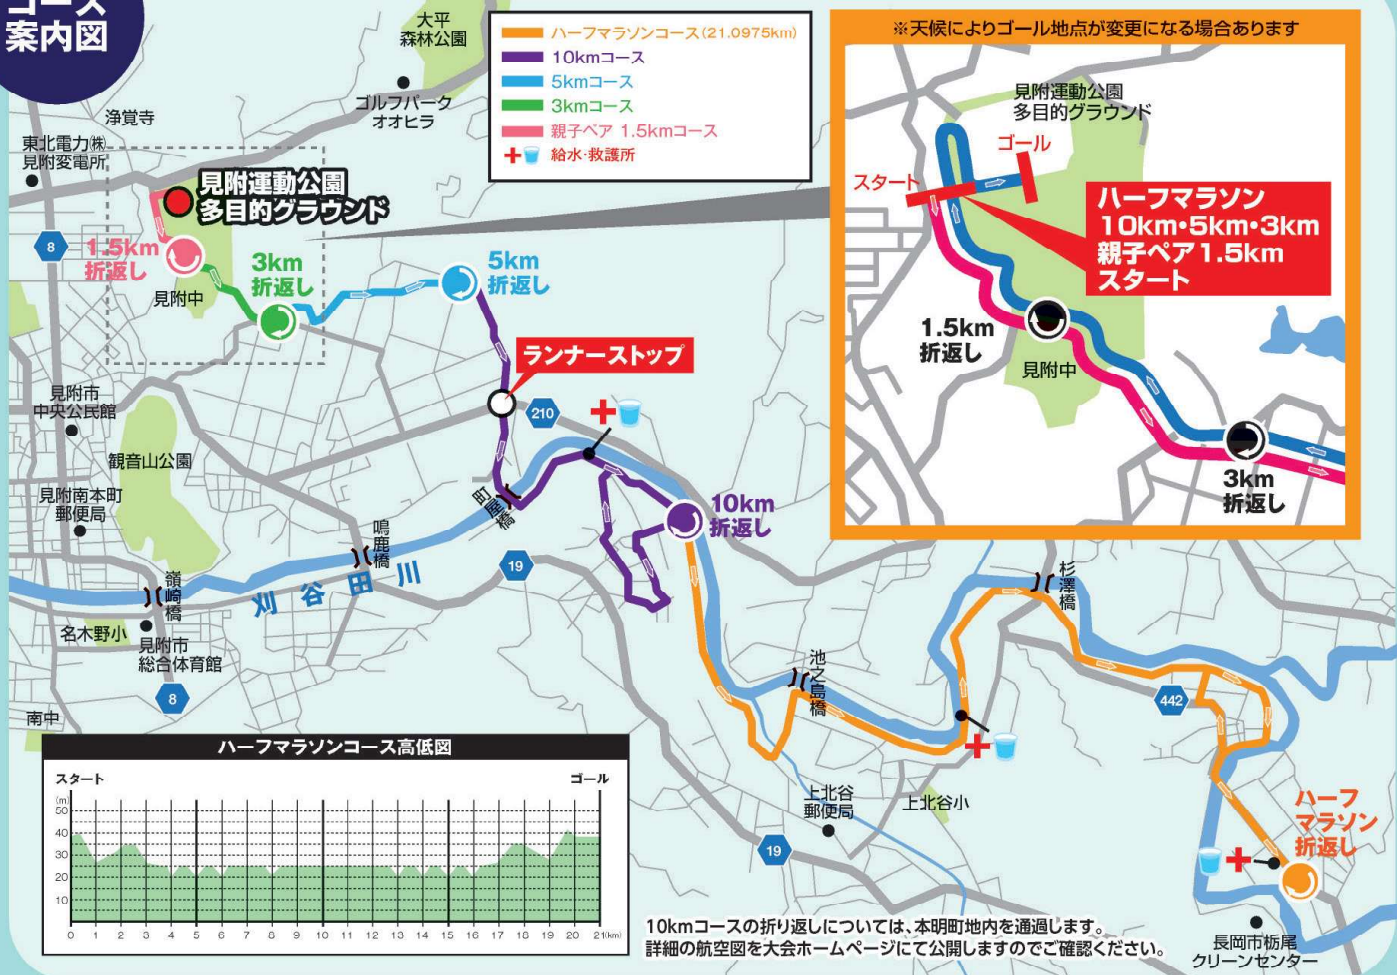 コース
案内図
大平
森林公園
ゴルフパーク
オオヒラ
浄覚寺
東北電力㈱
見附変電所
ハーフマラソンコース(21.0975km)
10kmコース
5kmコース
3kmコース
親子ペア 1.5kmコース
給水・救護所
※天候によりゴール地点が変更になる場合あります
見附運動公園
多目的グラウンド
ゴール
スタート
ハーフマラソン
10km・5km・3km
親子ペア1.5km
スタート
1.5km
折返し
見附中
3km
折返し
見附運動公園
多目的グラウンド
8
1.5km
折返し
3km
折返し
見附中
5km
折返し
ランナーストップ
210
見附市
中央公民館
観音山公園
見附南本町
郵便局
町屋橋
10km
折返し
鳴鹿橋
19
刈谷田川
嶺崎橋
名木野小
見附市
総合体育館
8
南中
杉澤橋
池之島橋
442
上北谷
郵便局
上北谷小
19
ハーフ
マラソン
折返し
長岡市栃尾
クリーンセンター
ハーフマラソンコース高低図
スタート
ゴール
(m)
50
40
30
20
10
0 1 2 3 4 5 6 7 8 9 10 11 12 13 14 15 16 17 18 19 20 21(km)
10kmコースの折り返しについては、本明町地内を通過します。
詳細の航空図を大会ホームページにて公開しますのでご確認ください。